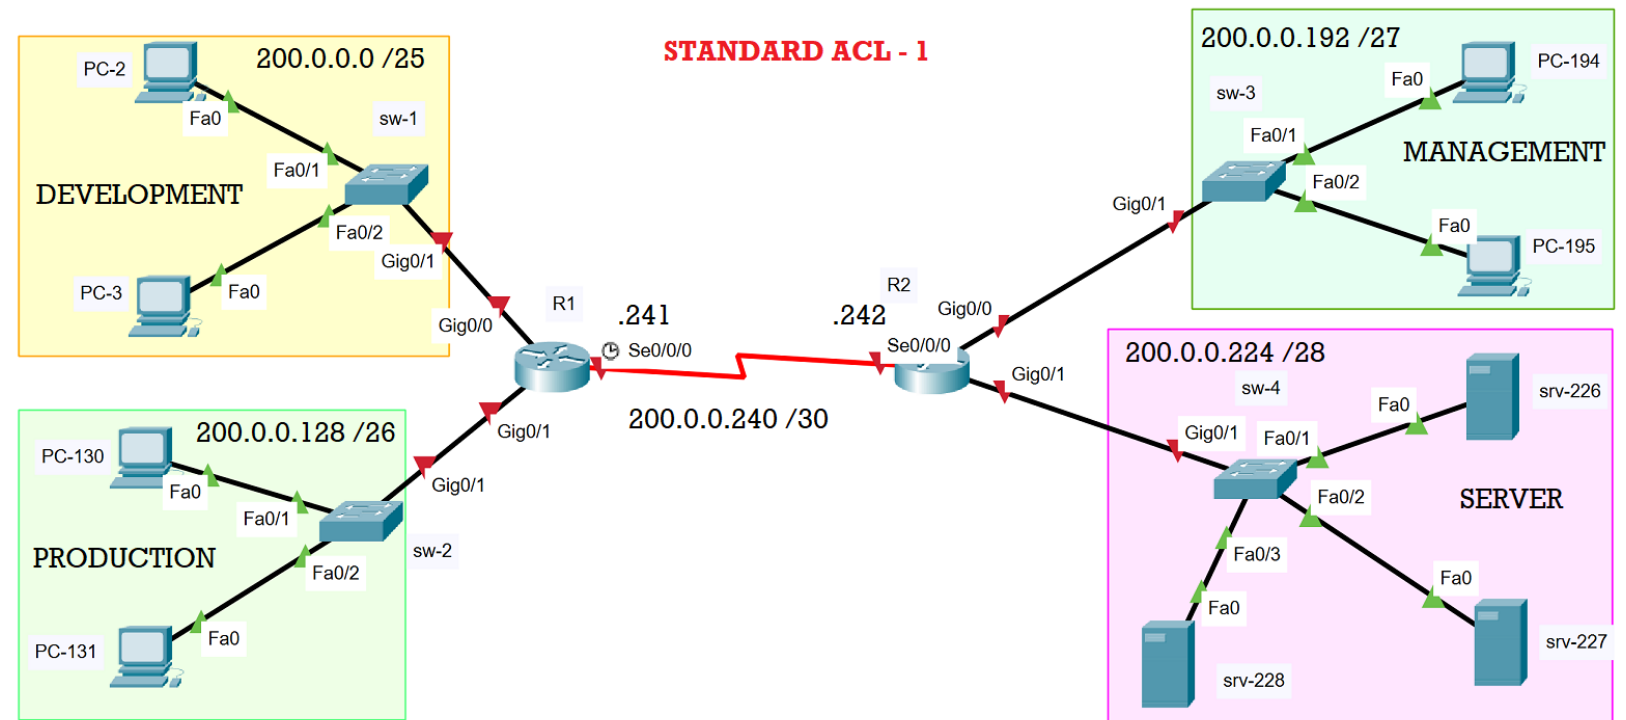 STANDARD ACL - 1
200.0.0.0 /25
PC-2
Fa0
sw-1
Fa0/1
DEVELOPMENT
Fa0/2
Gig0/1
PC-3
Fa0
Gig0/0
R1
.241
Se0/0/0
200.0.0.240 /30
Gig0/1
200.0.0.128 /26
PC-130
Fa0
Fa0/1
Gig0/1
PRODUCTION
sw-2
Fa0/2
Fa0
PC-131
200.0.0.192 /27
PC-194
Fa0
sw-3
Fa0/1
MANAGEMENT
Fa0/2
Gig0/1
Fa0
PC-195
R2
.242
Gig0/0
Se0/0/0
Gig0/1
200.0.0.224 /28
sw-4
srv-226
Fa0
Gig0/1
Fa0/1
Fa0/2
SERVER
Fa0/3
Fa0
Fa0
srv-227
srv-228